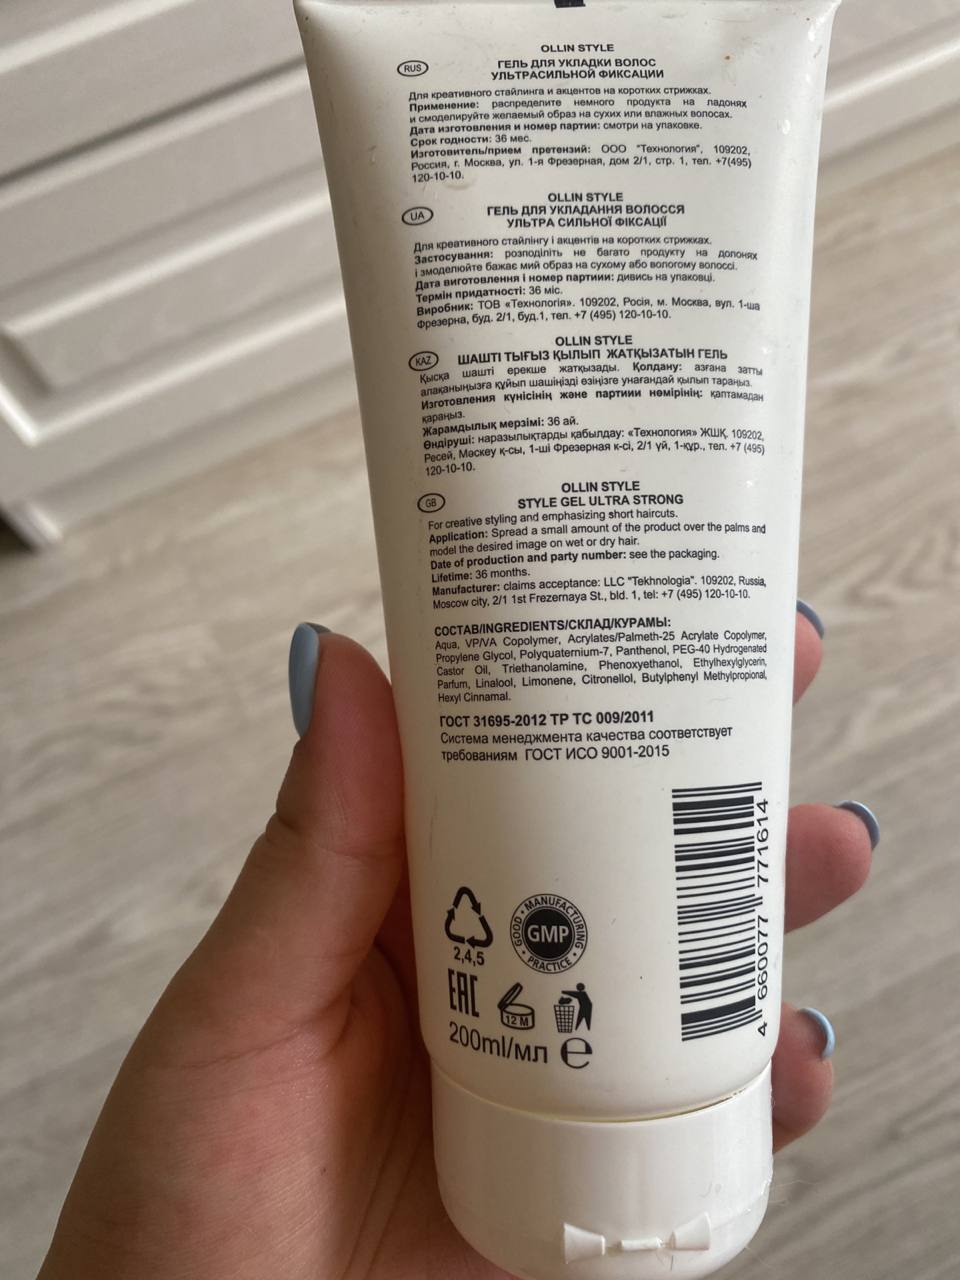 OLLIN STYLE
RUS
ГЕЛЬ ДЛЯ УКЛАДКИ ВОЛОС
УЛЬТРАСИЛЬНОЙ ФИКСАЦИИ
Для креативного стайлинга и акцентов на коротких стрижках.
Применение: распределите немного продукта на ладонях
и смоделируйте желаемый образ на сухих или влажных волосах.
Дата изготовления и номер партии: смотри на упаковке.
Срок годности: 36 мес.
Изготовитель/прием претензий: ООО "Технология", 109202,
Россия, г. Москва, ул. 1-я Фрезерная, дом 2/1, стр. 1, тел. +7(495)
120-10-10.
OLLIN STYLE
UA
ГЕЛЬ ДЛЯ УКЛАДАННЯ ВОЛОССЯ
УЛЬТРА СИЛЬНОЇ ФІКСАЦІЇ
Для креативного стайлінгу і акцентів на коротких стрижках.
Застосування: розподіліть не багато продукту на долонях
і змоделюйте бажає мий образ на сухому або вологому волоссі.
Дата виготовлення і номер партиии: дивись на упаковці.
Термін придатності: 36 міс.
Виробник: ТОВ «Технологія». 109202, Росія, м. Москва, вул. 1-ша
Фрезерна, буд. 2/1, буд.1, тел. +7 (495) 120-10-10.
OLLIN STYLE
KAZ
ШАШТІ ТЫҒЫЗ ҚЫЛЫП ЖАТҚЫЗАТЫН ГЕЛЬ
Қысқа шашті ерекше жатқызады. Қолдану: азғана затты
алақаныңызға құйып шашіңізді өзіңізге унағандай қылып тараңыз.
Изготовления күнісінің және партиии нөмірінің: қаптамадан
қараңыз.
Жарамдылық мерзімі: 36 ай.
Өндіруші: наразылықтарды қабылдау: «Технология» ЖШҚ. 109202,
Ресей, Мәскеу қ-сы, 1-ші Фрезерная к-сі, 2/1 үй, 1-құр., тел. +7 (495)
120-10-10.
OLLIN STYLE
GB
STYLE GEL ULTRA STRONG
For creative styling and emphasizing short haircuts.
Application: Spread a small amount of the product over the palms and
model the desired image on wet or dry hair.
Date of production and party number: see the packaging.
Lifetime: 36 months.
Manufacturer: claims acceptance: LLC "Tekhnologia". 109202, Russia,
Moscow city, 2/1 1st Frezernaya St., bld. 1, tel: +7 (495) 120-10-10.
СОСТАВ/INGREDIENTS/СКЛАД/КУРАМЫ:
Aqua, VP/VA Copolymer, Acrylates/Palmeth-25 Acrylate Copolymer,
Propylene Glycol, Polyquaternium-7, Panthenol, PEG-40 Hydrogenated
Castor Oil, Triethanolamine, Phenoxyethanol, Ethylhexylglycerin,
Parfum, Linalool, Limonene, Citronellol, Butylphenyl Methylpropional,
Hexyl Cinnamal.
ГОСТ 31695-2012 ТР ТС 009/2011
Система менеджмента качества соответствует
требованиям ГОСТ ИСО 9001-2015
2,4,5
GOOD • MANUFACTURING • PRACTICE •
GMP
EAC
12 M
200ml/мл e
4 660077 771614